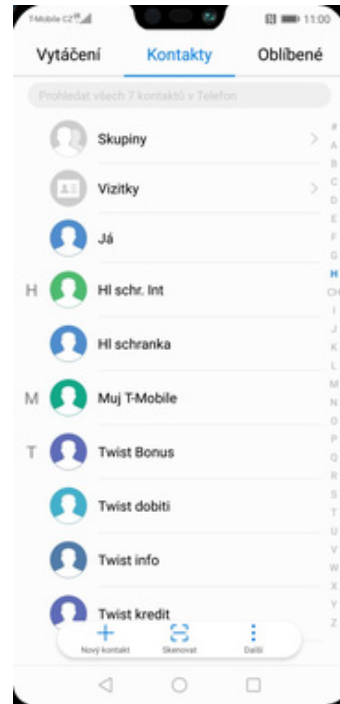 T-Mobile CZ 11:00
Vytáčení Kontakty Oblíbené
Prohledat všech 7 kontaktů v Telefon
Skupiny
Vizitky
Já
H Hl schr. Int
Hl schranka
M Muj T-Mobile
T Twist Bonus
Twist dobiti
Twist info
Twist kredit
Nový kontakt Skenovat Další
#
A
B
C
D
E
F
G
H
CH
I
J
K
L
M
N
O
P
Q
R
S
T
U
V
W
X
Y
Z